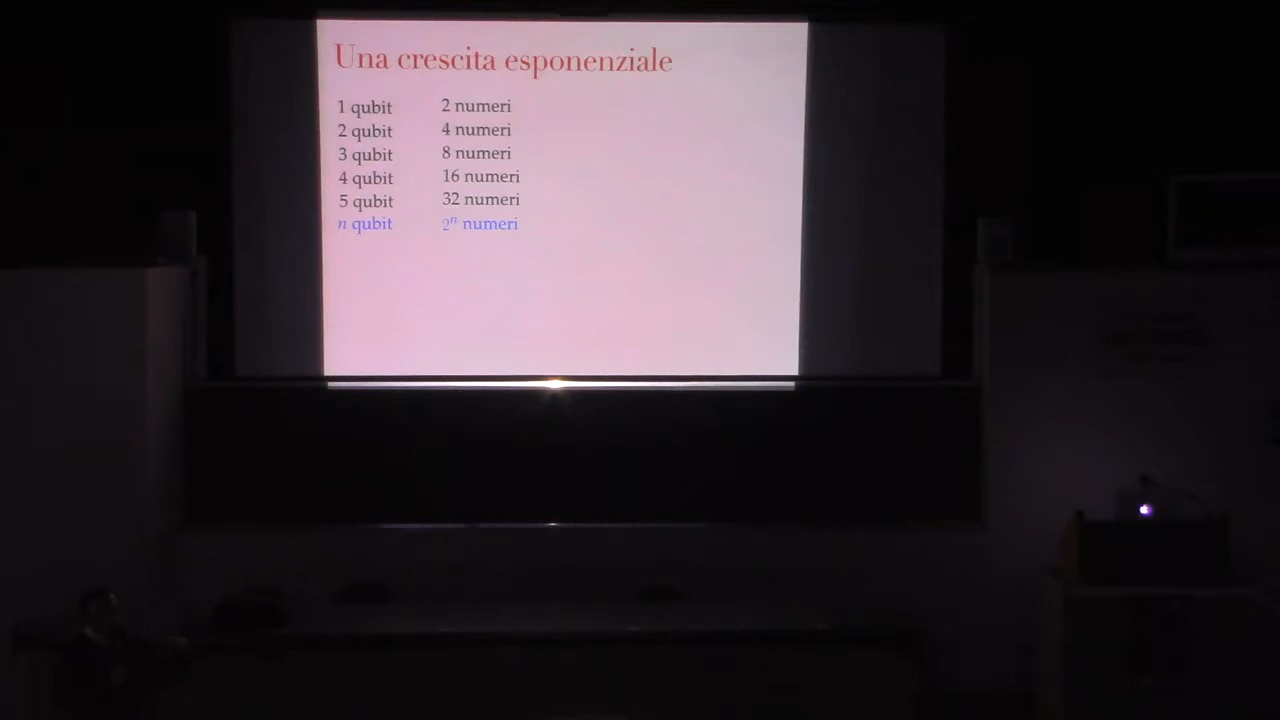 Una crescita esponenziale
1 qubit 2 numeri
2 qubit 4 numeri
3 qubit 8 numeri
4 qubit 16 numeri
5 qubit 32 numeri
n qubit 2ⁿ numeri